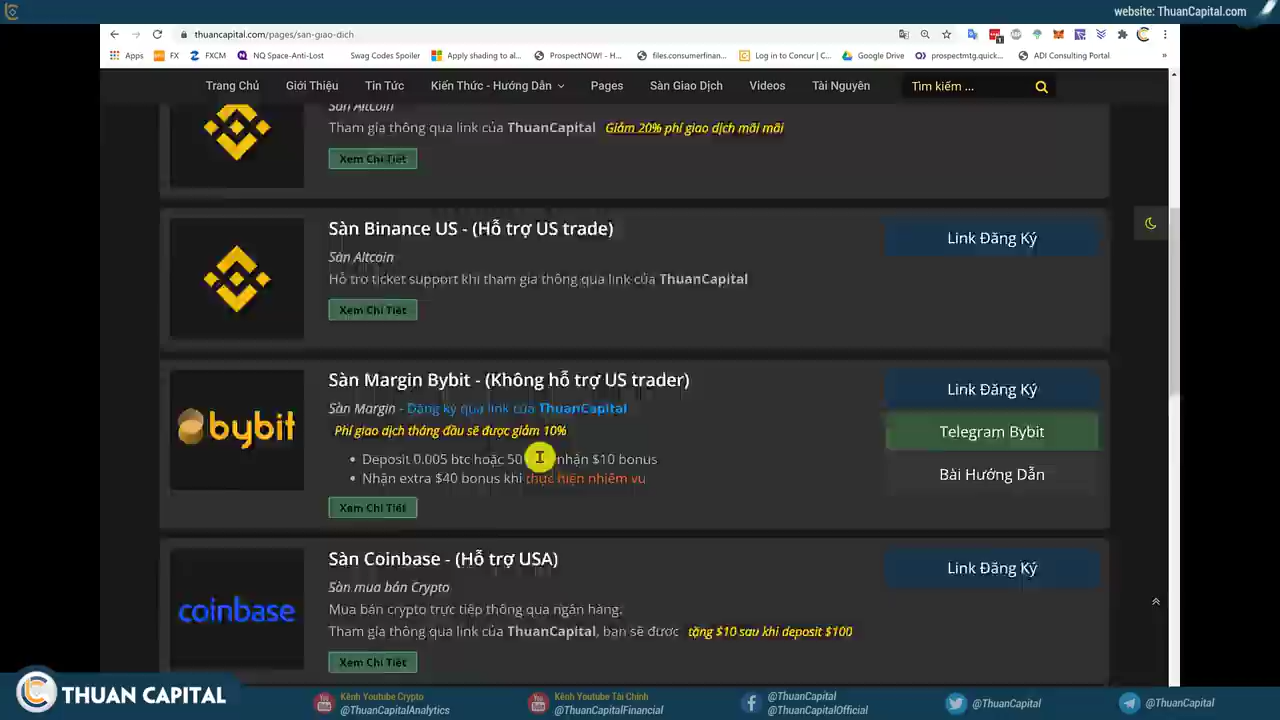 website: ThuanCapital.com
thuancapital.com/pages/san-giao-dich
Apps FX FXCM NQ Space-Anti-Lost Swag Codes Spoiler Apply shading to al... ProspectNOW! - H... files.consumerfinan... Log in to Concur | C... Google Drive prospectmtg.quick... ADI Consulting Portal »
Trang Chủ Giới Thiệu Tin Tức Kiến Thức - Hướng Dẫn Pages Sàn Giao Dịch Videos Tài Nguyên Tìm kiếm ...
Sàn Altcoin
Tham gia thông qua link của ThuanCapital Giảm 20% phí giao dịch mãi mãi
Xem Chi Tiết
Sàn Binance US - (Hỗ trợ US trade)
Link Đăng Ký
Sàn Altcoin
Hỗ trợ ticket support khi tham gia thông qua link của ThuanCapital
Xem Chi Tiết
bybit
Sàn Margin Bybit - (Không hỗ trợ US trader)
Link Đăng Ký
Sàn Margin - Đăng ký qua link của ThuanCapital
Phí giao dịch tháng đầu sẽ được giảm 10%
Telegram Bybit
Deposit 0.005 btc hoặc 50 nhận $10 bonus
Nhận extra $40 bonus khi thực hiện nhiệm vụ
Bài Hướng Dẫn
Xem Chi Tiết
coinbase
Sàn Coinbase - (Hỗ trợ USA)
Link Đăng Ký
Sàn mua bán Crypto
Mua bán crypto trực tiếp thông qua ngân hàng.
Tham gia thông qua link của ThuanCapital, bạn sẽ được tặng $10 sau khi deposit $100
Xem Chi Tiết
THUAN CAPITAL
Kênh Youtube Crypto
@ThuanCapitalAnalytics
Kênh Youtube Tài Chính
@ThuanCapitalFinancial
@ThuanCapital
@ThuanCapitalOfficial
@ThuanCapital
@ThuanCapital